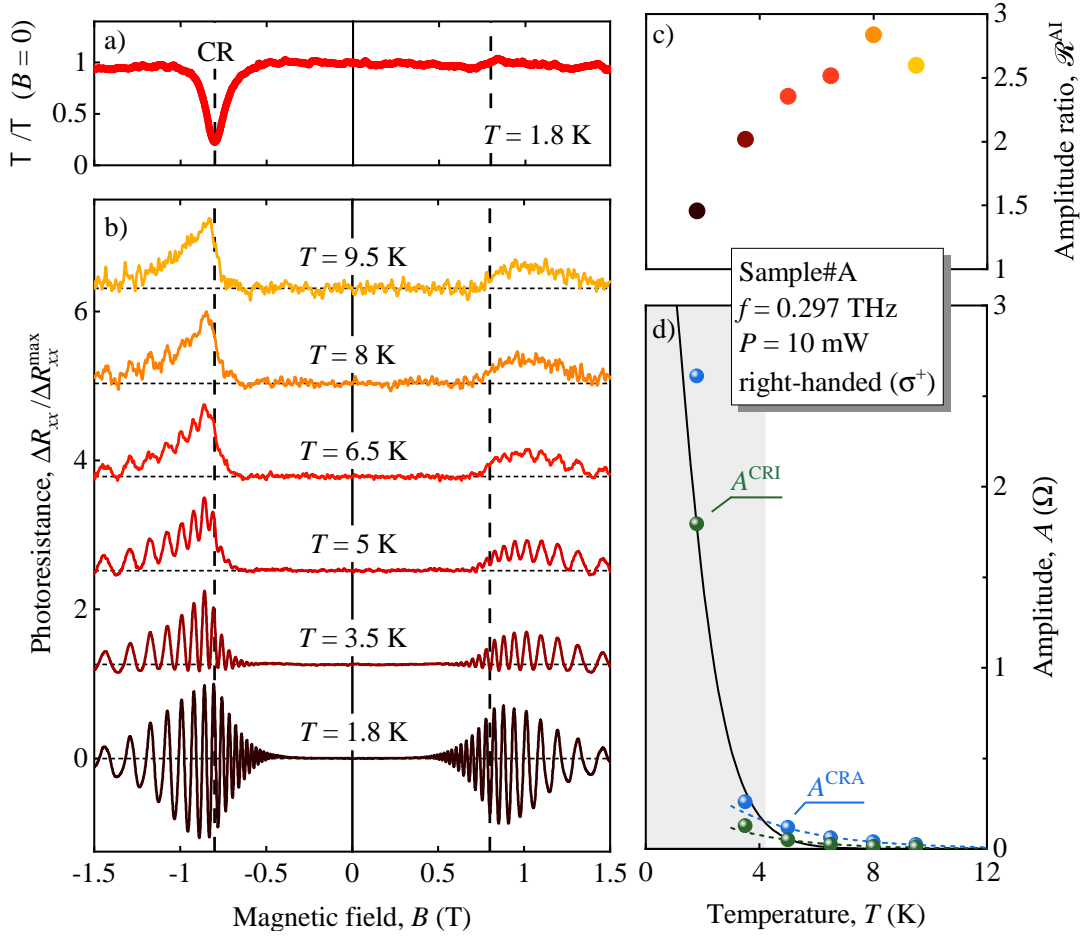 a)
CR
T / T (B = 0)
1
0.5
0
T = 1.8 K
b)
T = 9.5 K
T = 8 K
T = 6.5 K
T = 5 K
T = 3.5 K
T = 1.8 K
Photoresistance, ΔR_xx/ΔR_xx^max
6
4
2
0
-1.5 -1 -0.5 0 0.5 1 1.5
Magnetic field, B (T)
c)
3
2.5
2
1.5
1
Amplitude ratio, ℛ^AI
Sample#A
f = 0.297 THz
P = 10 mW
right-handed (σ⁺)
d)
A^CRI
A^CRA
3
2
1
0
Amplitude, A (Ω)
0 4 8 12
Temperature, T (K)